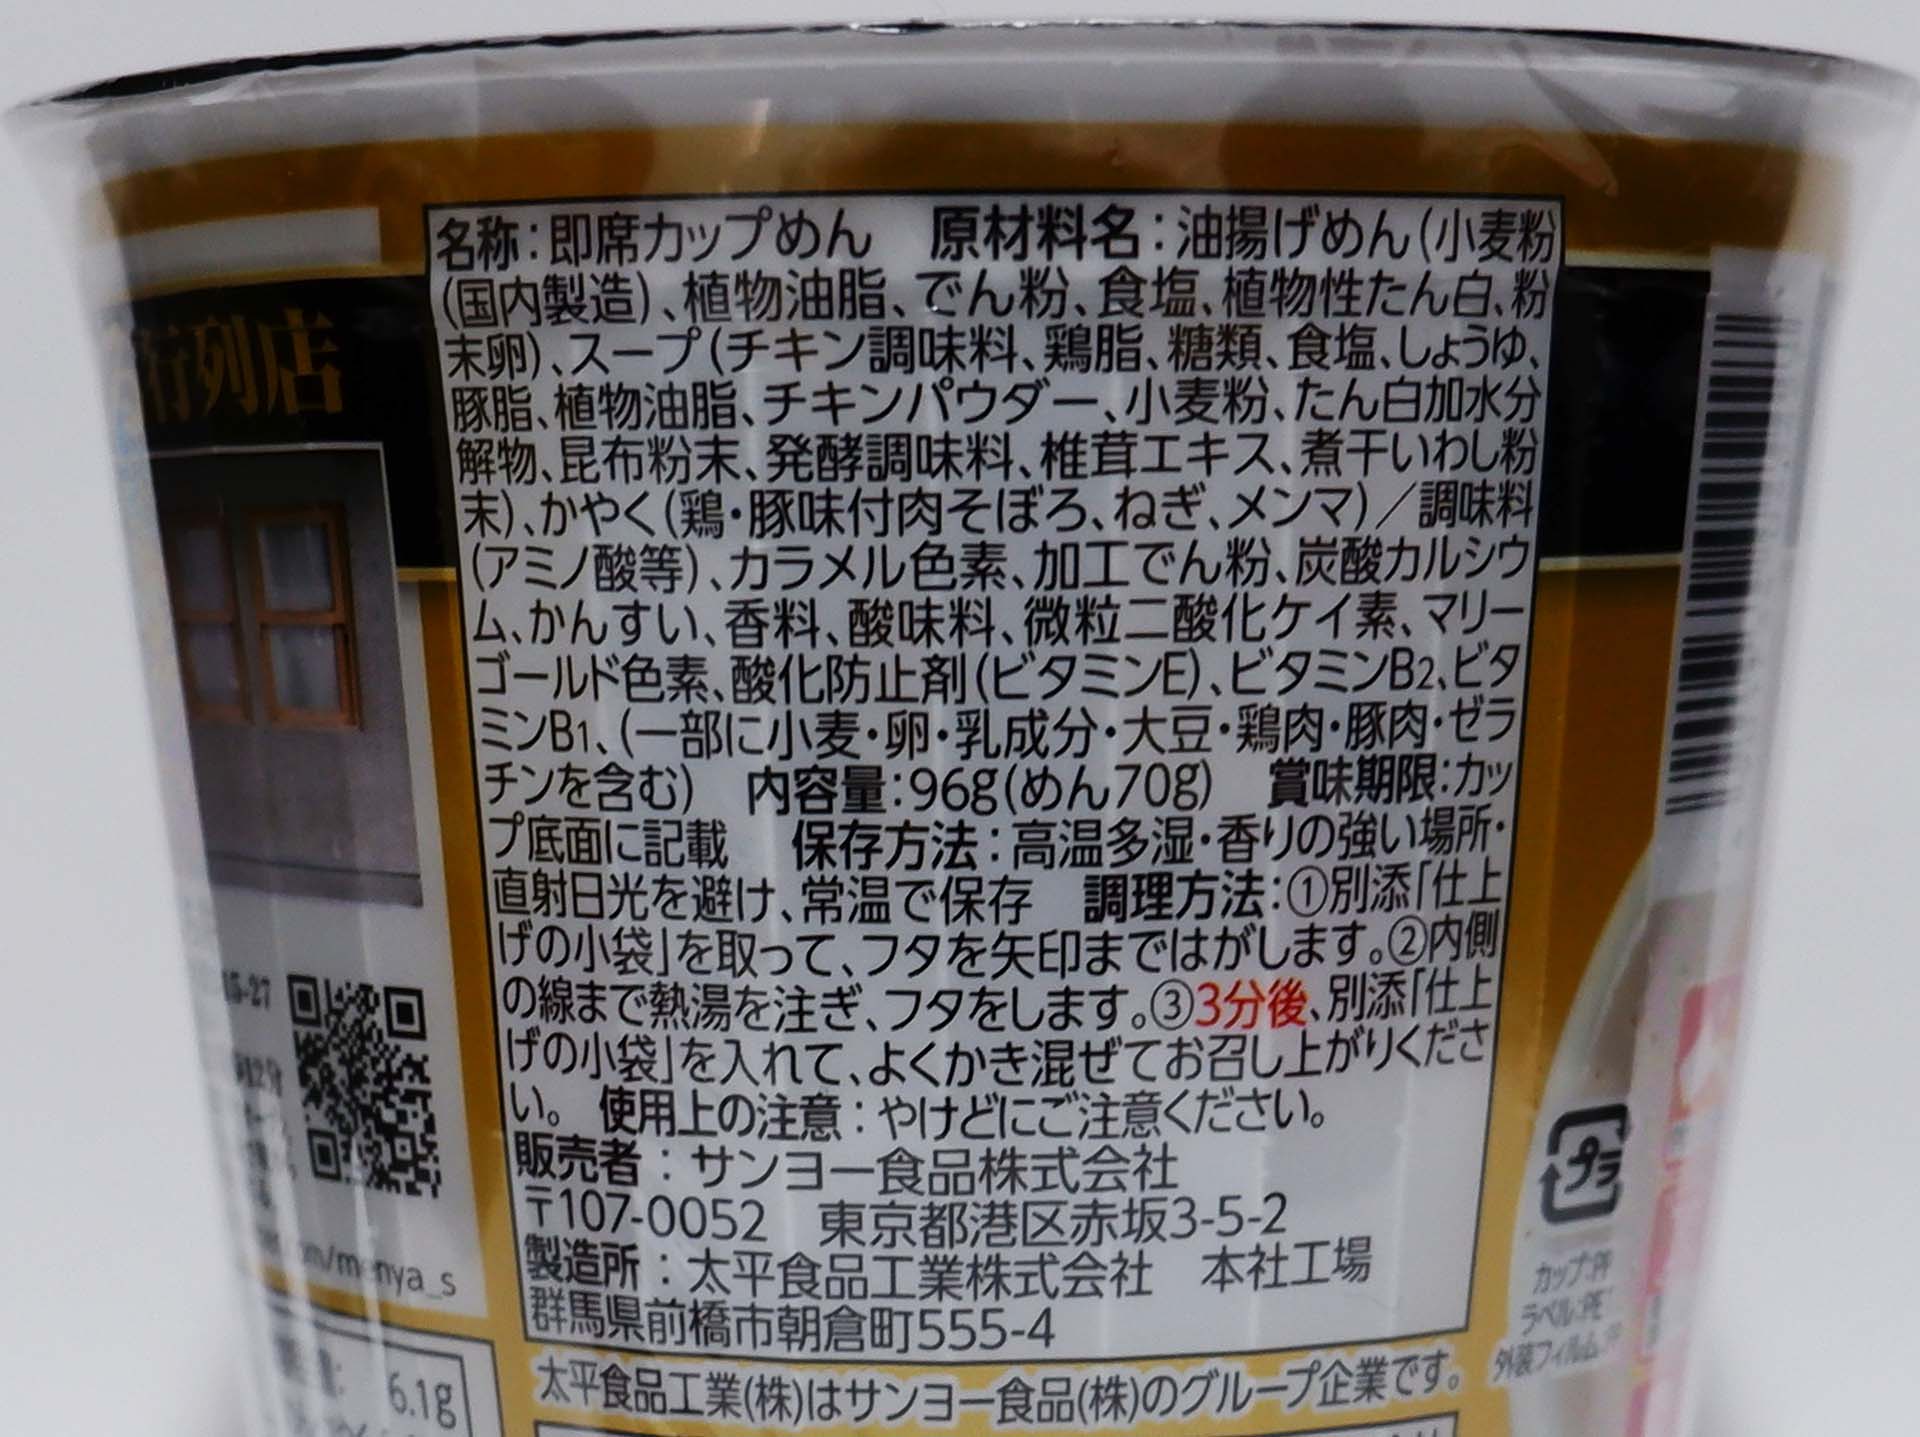 名称：即席カップめん　原材料名：油揚げめん（小麦粉
（国内製造）、植物油脂、でん粉、食塩、植物性たん白、粉
末卵）、スープ（チキン調味料、鶏脂、糖類、食塩、しょうゆ、
豚脂、植物油脂、チキンパウダー、小麦粉、たん白加水分
解物、昆布粉末、発酵調味料、椎茸エキス、煮干いわし粉
末）、かやく（鶏・豚味付肉そぼろ、ねぎ、メンマ）／調味料
（アミノ酸等）、カラメル色素、加工でん粉、炭酸カルシウ
ム、かんすい、香料、酸味料、微粒二酸化ケイ素、マリー
ゴールド色素、酸化防止剤（ビタミンE）、ビタミンB2、ビタ
ミンB1、（一部に小麦・卵・乳成分・大豆・鶏肉・豚肉・ゼラ
チンを含む）　内容量：96g（めん70g）　賞味期限：カッ
プ底面に記載　保存方法：高温多湿・香りの強い場所・
直射日光を避け、常温で保存　調理方法：①別添「仕上
げの小袋」を取って、フタを矢印まではがします。②内側
の線まで熱湯を注ぎ、フタをします。③3分後、別添「仕上
げの小袋」を入れて、よくかき混ぜてお召し上がりくださ
い。　使用上の注意：やけどにご注意ください。
販売者：サンヨー食品株式会社
〒107-0052　東京都港区赤坂3-5-2
製造所：太平食品工業株式会社　本社工場
群馬県前橋市朝倉町555-4
太平食品工業(株)はサンヨー食品(株)のグループ企業です。
行列店
15-27
/menya_s
6.1g
プラ
カップ:
ラベル:PE
外装フィルム: